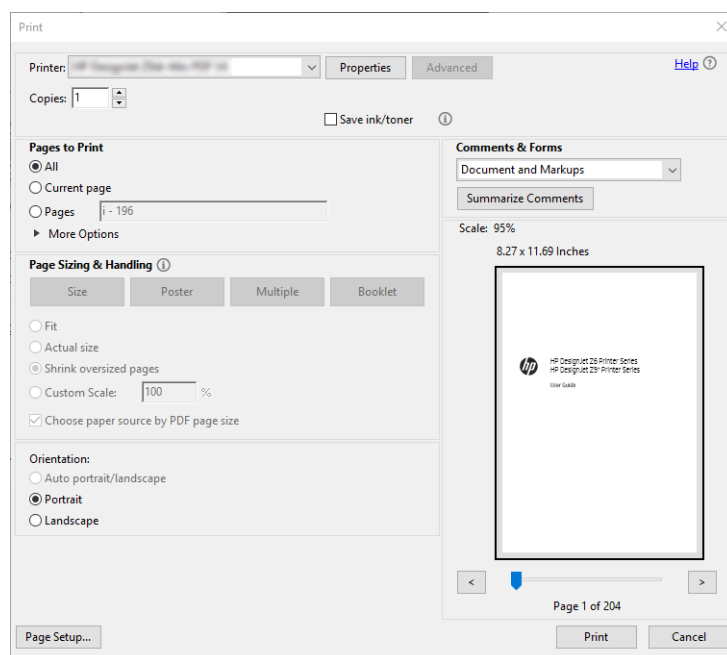 Print
Printer:
Properties
Advanced
Help
Copies: 1
Save ink/toner
Pages to Print
All
Current page
Pages i - 196
More Options
Comments & Forms
Document and Markups
Summarize Comments
Scale: 95%
8.27 x 11.69 Inches
Page Sizing & Handling
Size
Poster
Multiple
Booklet
Fit
Actual size
Shrink oversized pages
Custom Scale: 100 %
Choose paper source by PDF page size
hp
HP DesignJet Z6 Printer Series
HP DesignJet Z9+ Printer Series
User Guide
Orientation:
Auto portrait/landscape
Portrait
Landscape
<
>
Page 1 of 204
Page Setup...
Print
Cancel